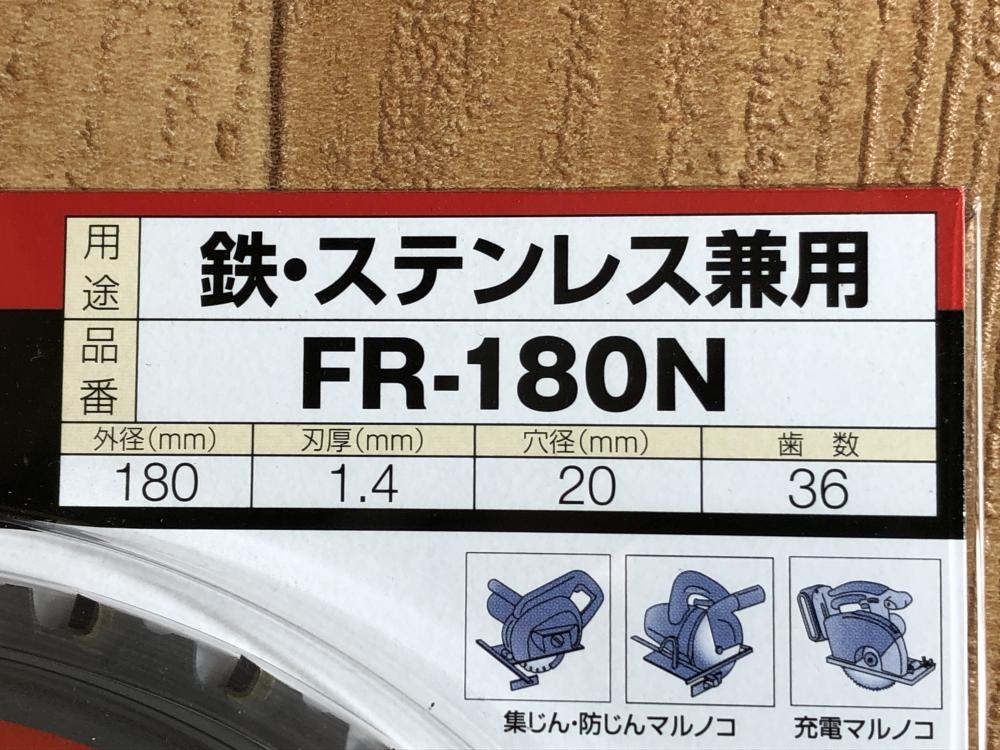 用途 鉄・ステンレス兼用
品番 FR-180N
外径(mm) 刃厚(mm) 穴径(mm) 歯数
180 1.4 20 36
集じん・防じんマルノコ 充電マルノコ